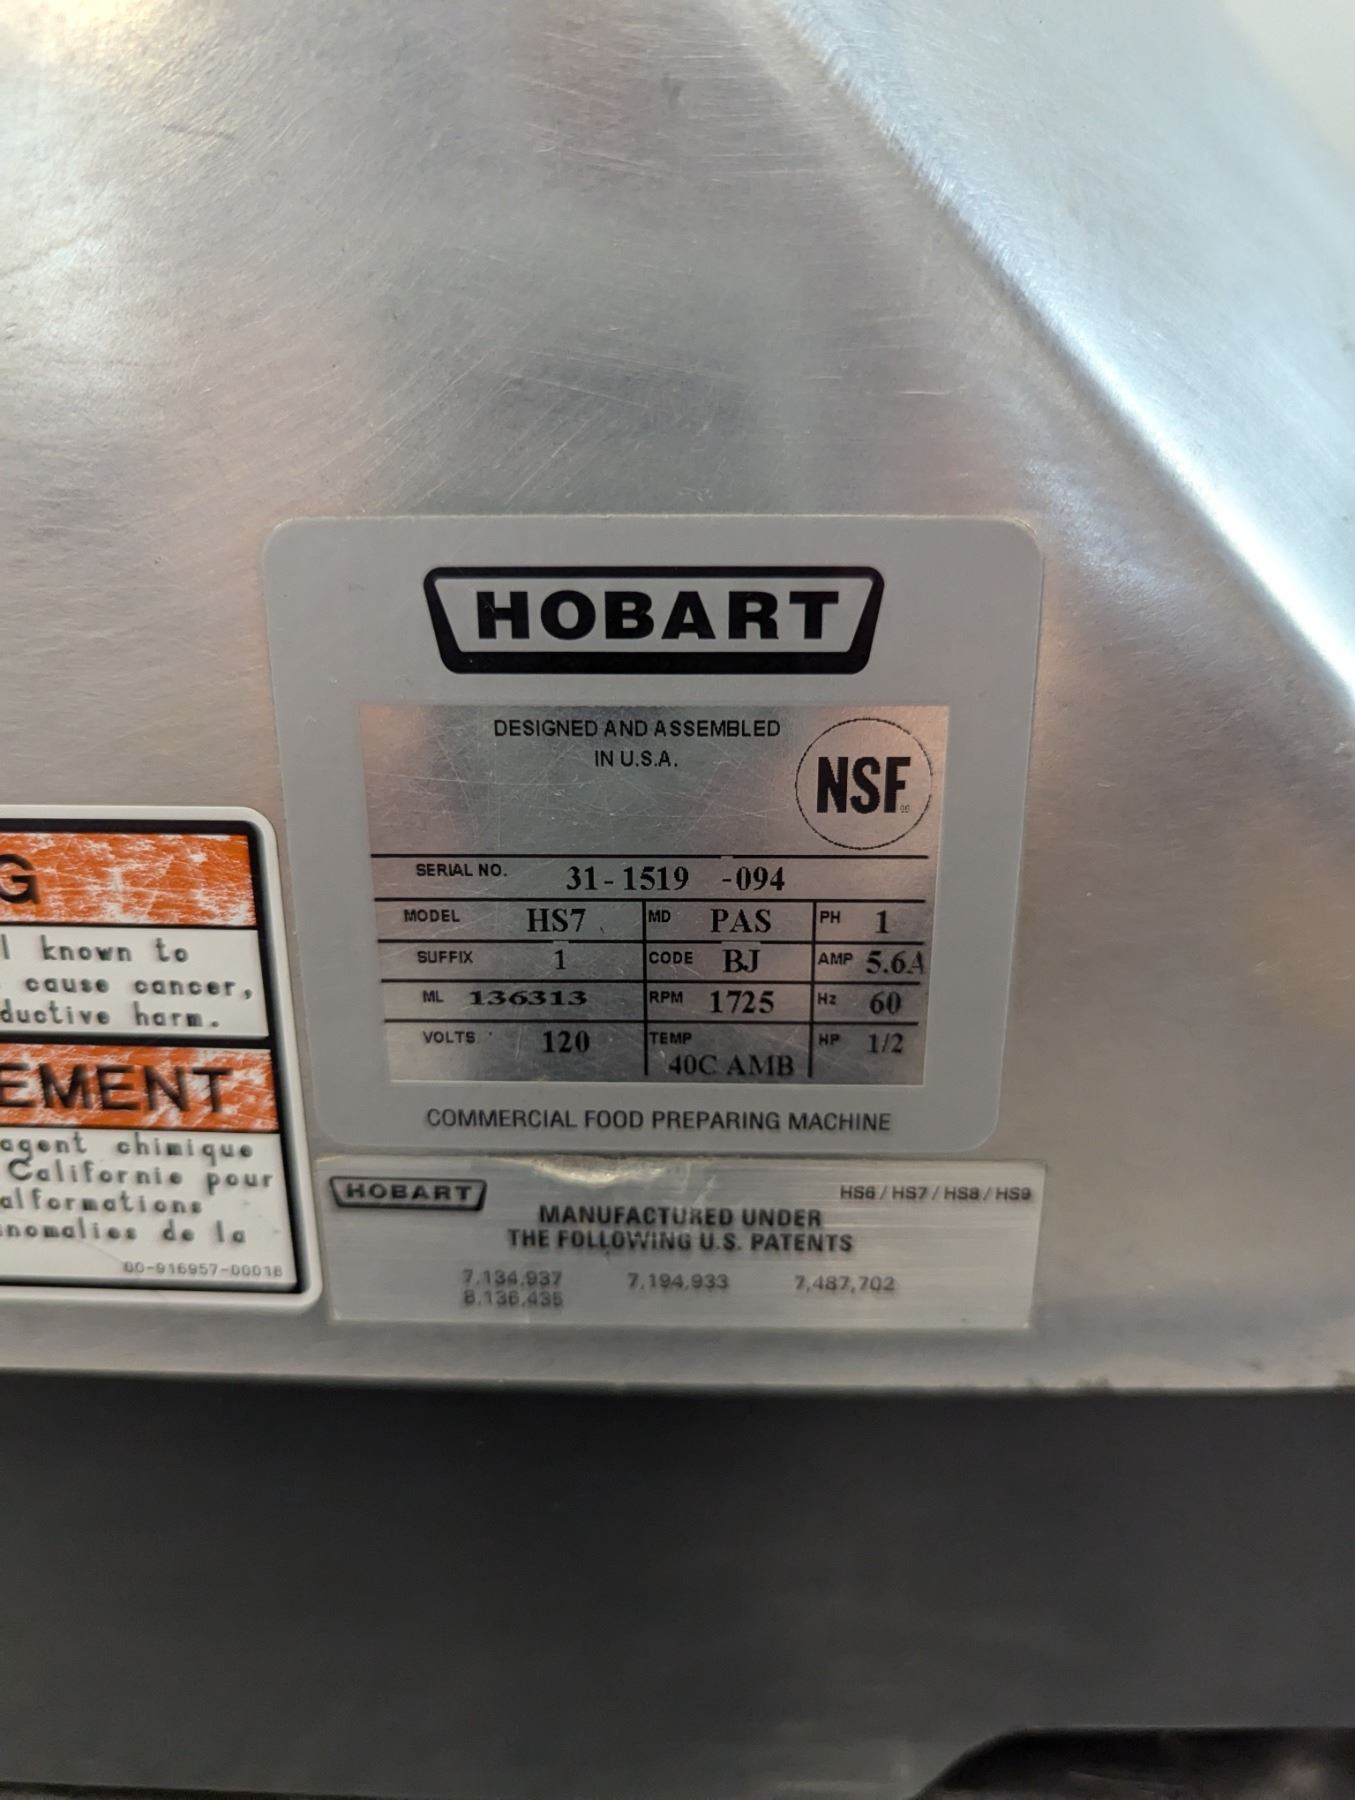 HOBART
DESIGNED AND ASSEMBLED
IN U.S.A.
NSF
SERIAL NO. 31-1519 -094
MODEL HS7 MD PAS PH 1
SUFFIX 1 CODE BJ AMP 5.6A
ML 136313 RPM 1725 Hz 60
VOLTS 120 TEMP 40C AMB HP 1/2
COMMERCIAL FOOD PREPARING MACHINE
HOBART
HS6 / HS7 / HS8 / HS9
MANUFACTURED UNDER
THE FOLLOWING U.S. PATENTS
7,134,937 7,194,933 7,487,702
8,136,435
G
l known to
cause cancer,
ductive harm.
EMENT
agent chimique
Californie pour
alformations
nomalies de la
00-916957-00018